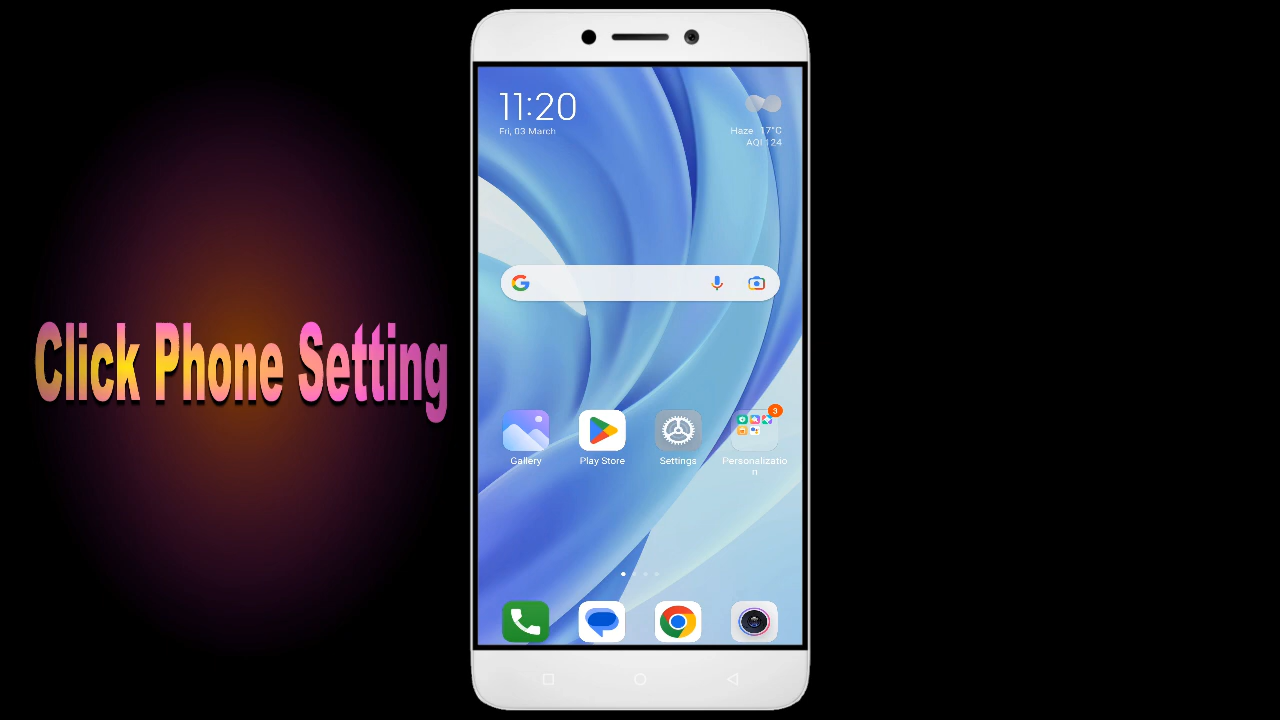 11:20
Fri, 03 March
Haze 17°C
AQI 124
Click Phone Setting
3
Gallery
Play Store
Settings
Personalizatio
n